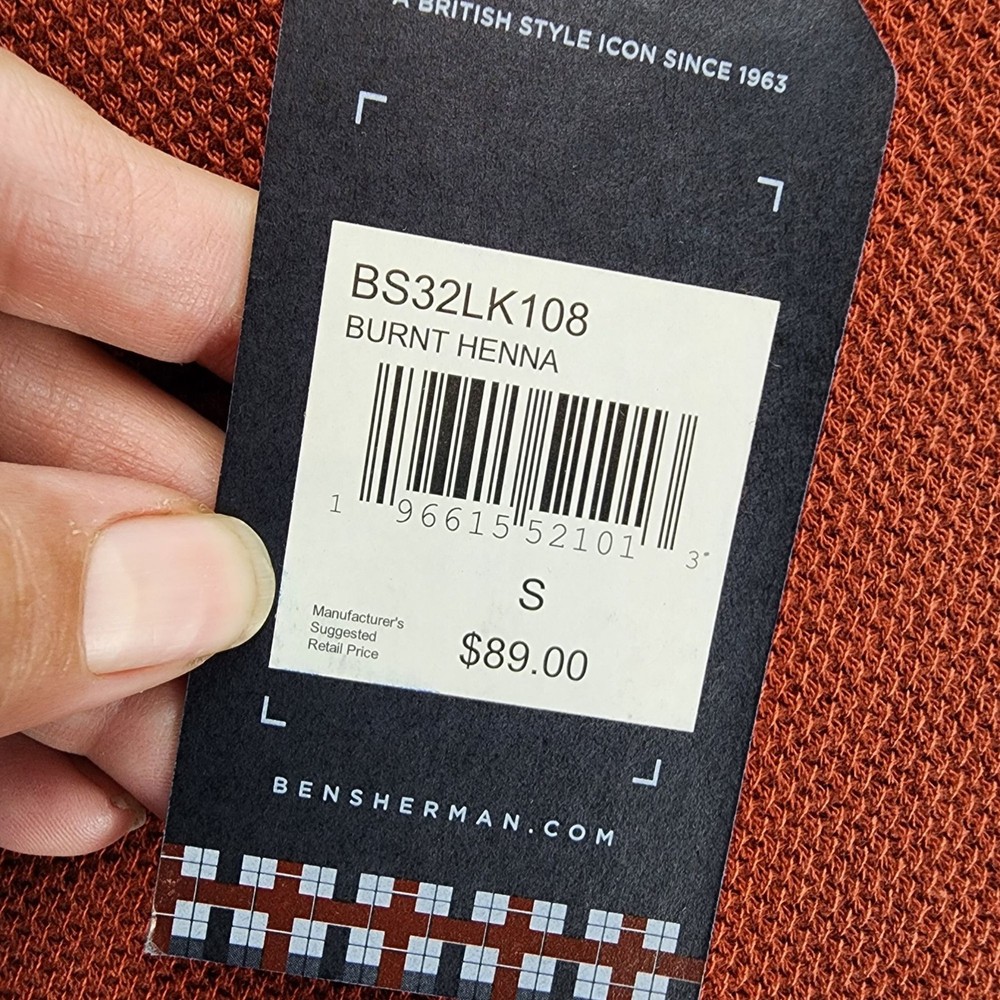 A BRITISH STYLE ICON SINCE 1963
BS32LK108
BURNT HENNA
1 96615 52101 3
S
Manufacturer's
Suggested
Retail Price
$89.00
BENSHERMAN.COM